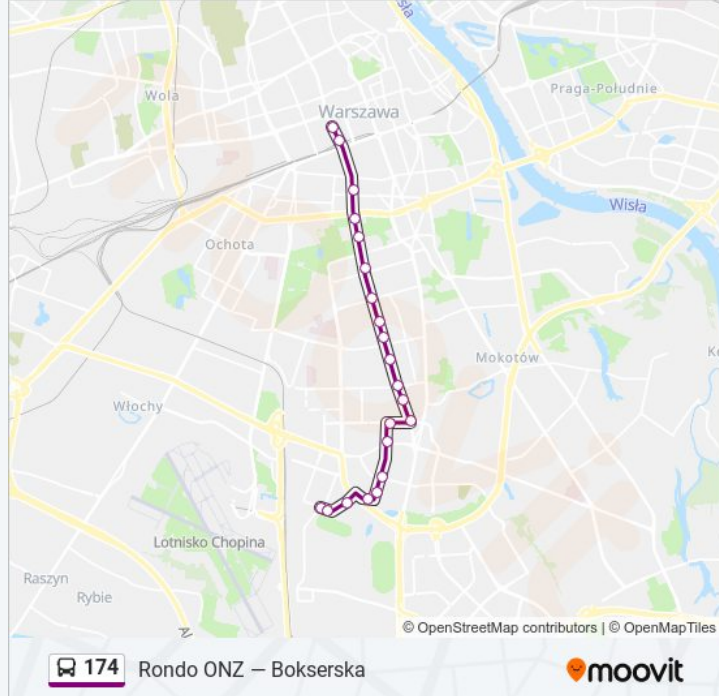 Wisła
Wola
Praga-Południe
Warszawa
Wisła
Ochota
Mokotów
Włochy
Lotnisko Chopina
Raszyn
Rybie
© OpenStreetMap contributors | © OpenMapTiles
174 Rondo ONZ — Bokserska
moovit